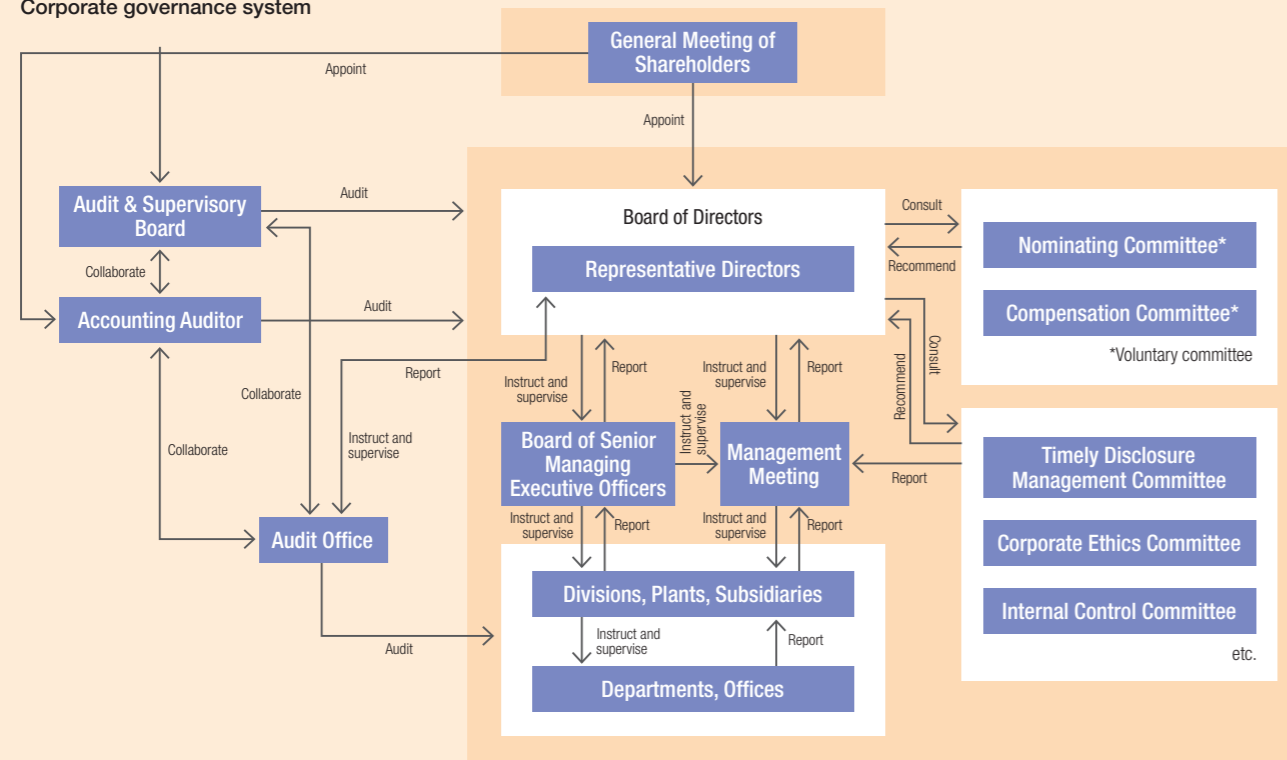 Corporate governance system
General Meeting of
Shareholders
Appoint
Appoint
Audit & Supervisory
Board
Audit
Board of Directors
Representative Directors
Consult
Recommend
Nominating Committee*
Compensation Committee*
*Voluntary committee
Collaborate
Accounting Auditor
Audit
Report
Collaborate
Instruct and
supervise
Collaborate
Instruct and
supervise
Report
Instruct and
supervise
Report
Recommend
Consult
Board of Senior
Managing
Executive Officers
Instruct and
supervise
Management
Meeting
Report
Timely Disclosure
Management Committee
Corporate Ethics Committee
Internal Control Committee
etc.
Audit Office
Instruct and
supervise
Report
Instruct and
supervise
Report
Divisions, Plants, Subsidiaries
Audit
Instruct and
supervise
Report
Departments, Offices